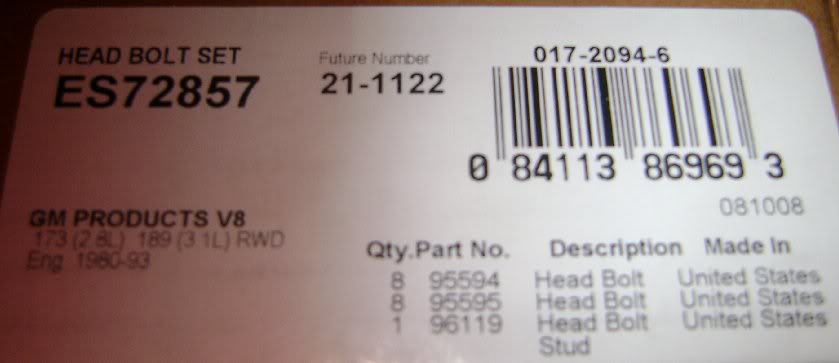 HEAD BOLT SET
ES72857
Future Number
21-1122
017-2094-6
0 84113 86969 3
081008
GM PRODUCTS V8
173 (2.8L) 189 (3.1L) RWD
Eng 1980-93
Qty. Part No. Description Made In
8 95594 Head Bolt United States
8 95595 Head Bolt United States
1 96119 Head Bolt United States
Stud